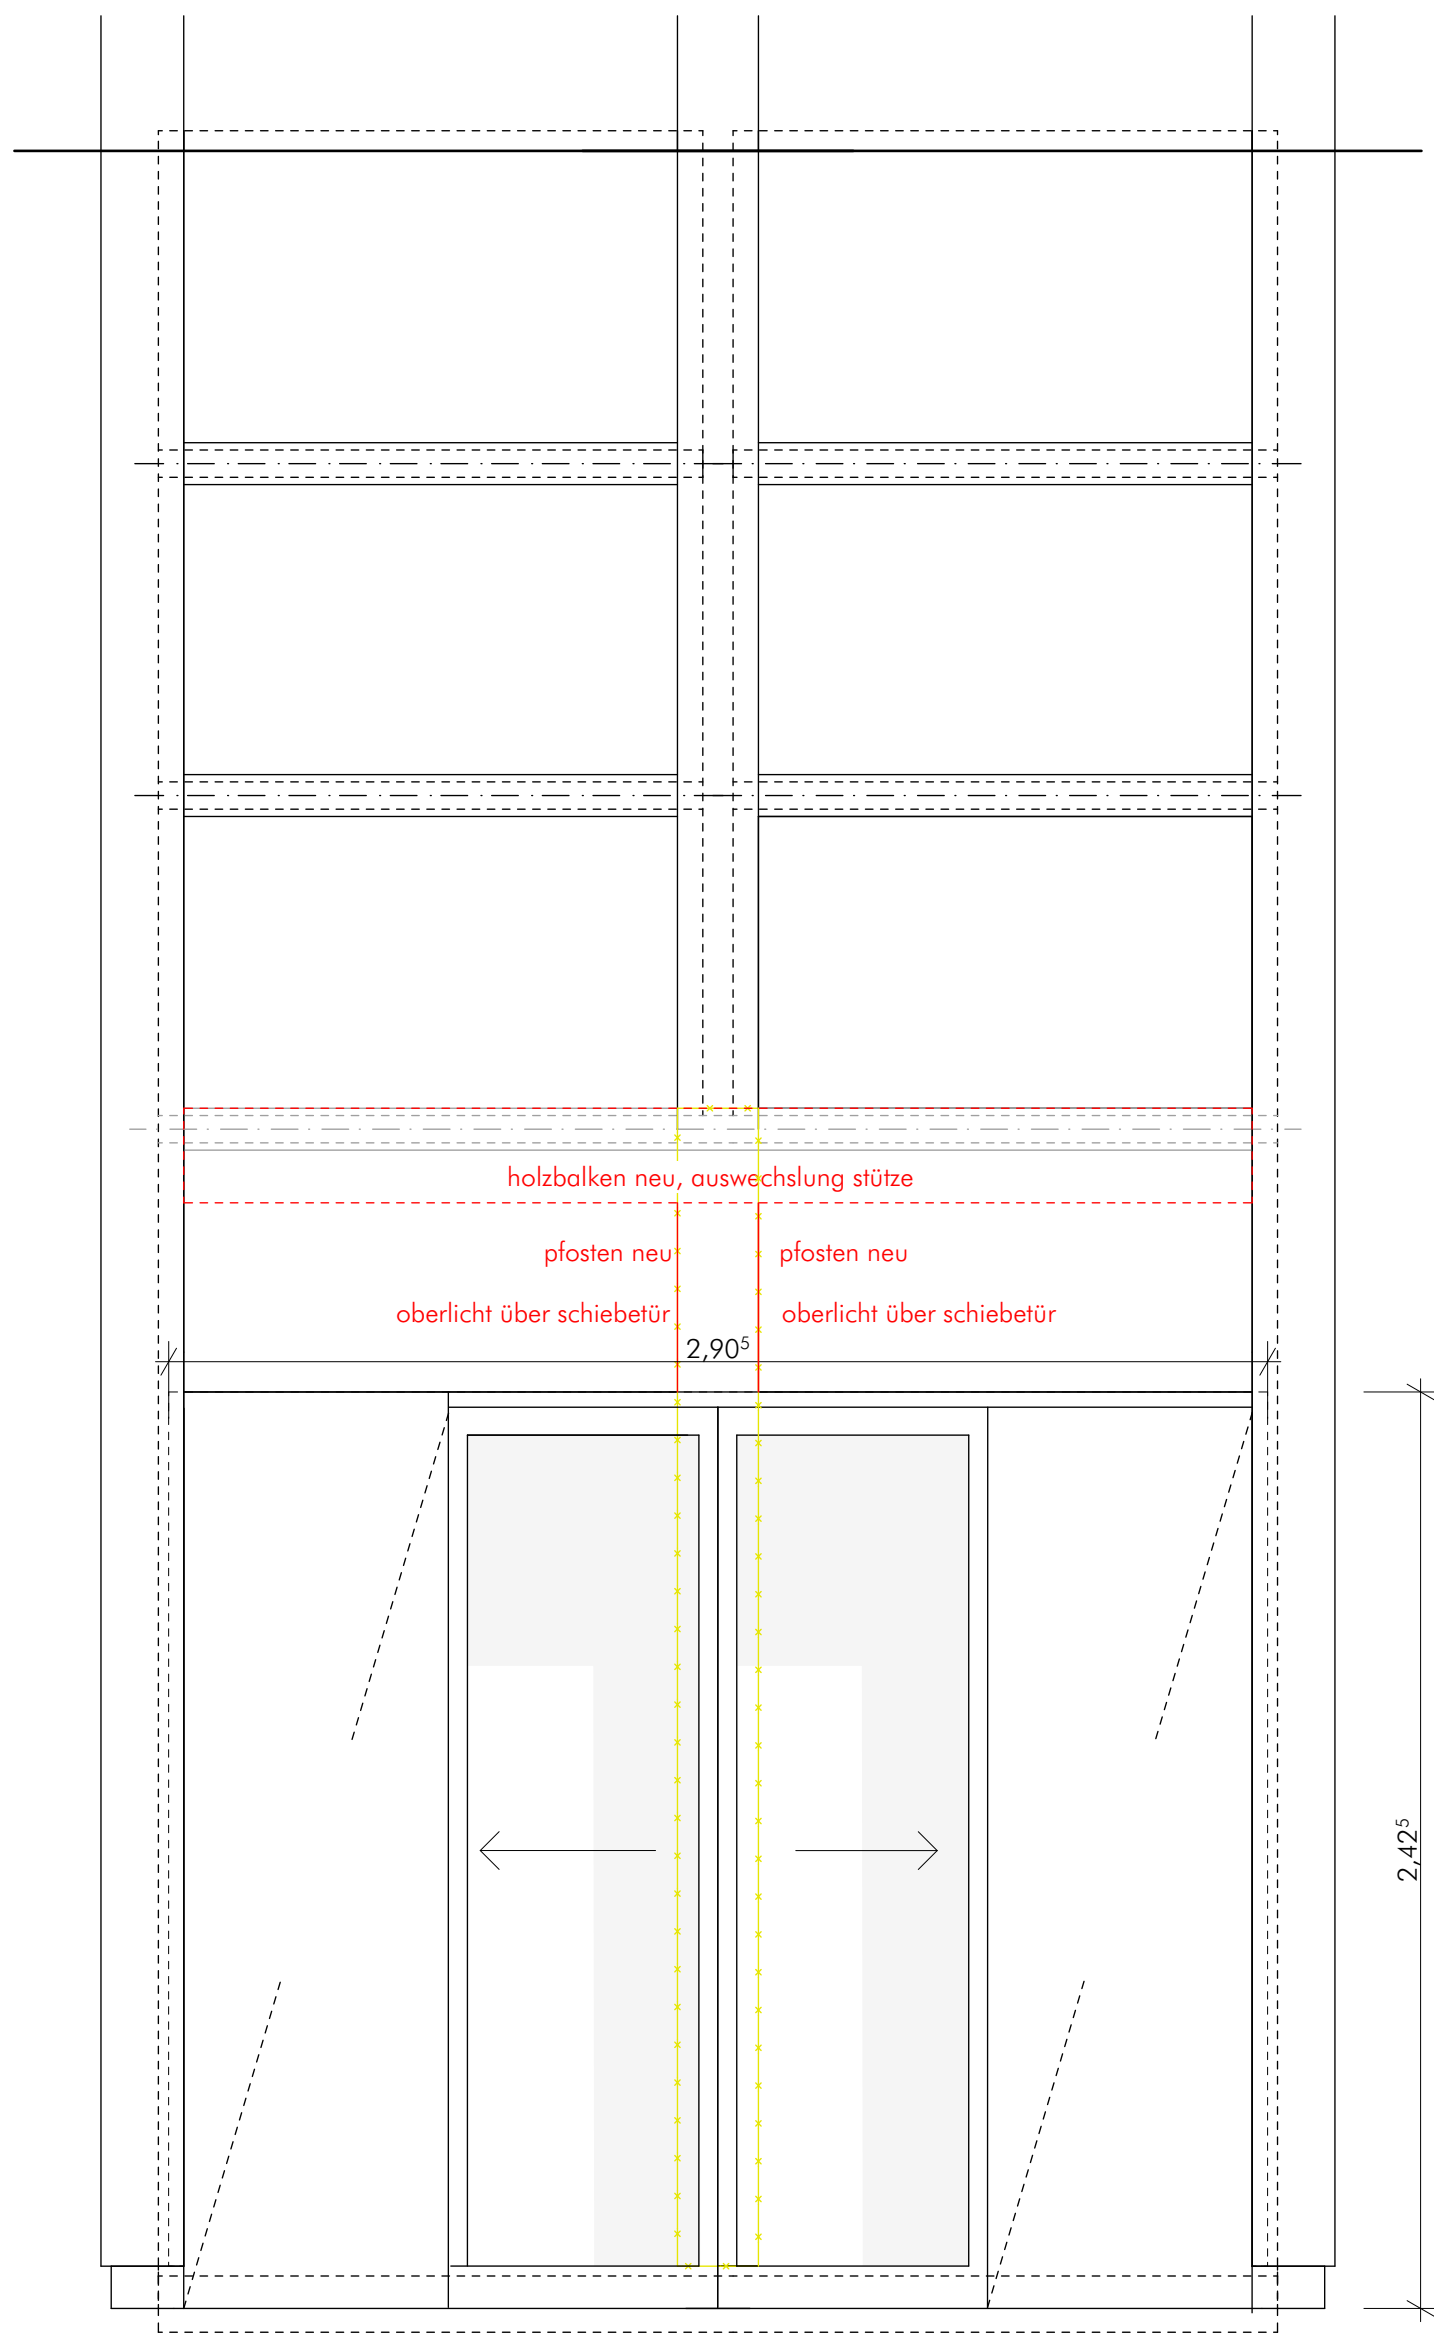 holzbalken neu, auswechslung stütze
pfosten neu
pfosten neu
oberlicht über schiebetür
oberlicht über schiebetür
2,90⁵
2,42⁵